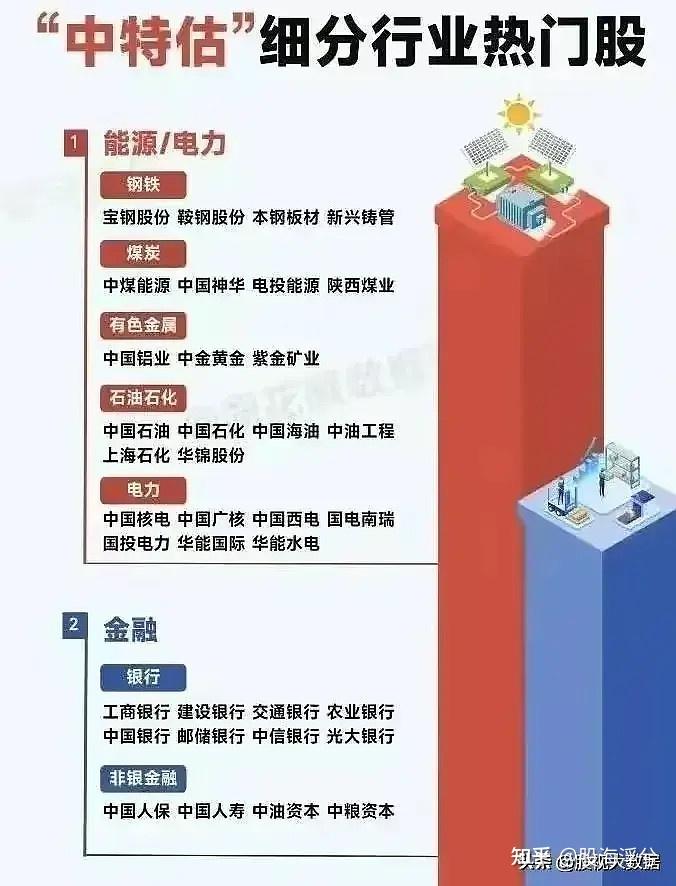 “中特估”细分行业热门股
1 能源/电力
钢铁
宝钢股份 鞍钢股份 本钢板材 新兴铸管
煤炭
中煤能源 中国神华 电投能源 陕西煤业
有色金属
中国铝业 中金黄金 紫金矿业
石油石化
中国石油 中国石化 中国海油 中油工程
上海石化 华锦股份
电力
中国核电 中国广核 中国西电 国电南瑞
国投电力 华能国际 华能水电
2 金融
银行
工商银行 建设银行 交通银行 农业银行
中国银行 邮储银行 中信银行 光大银行
非银金融
中国人保 中国人寿 中油资本 中粮资本
知乎 @股海浮分
头条 @股视大数据